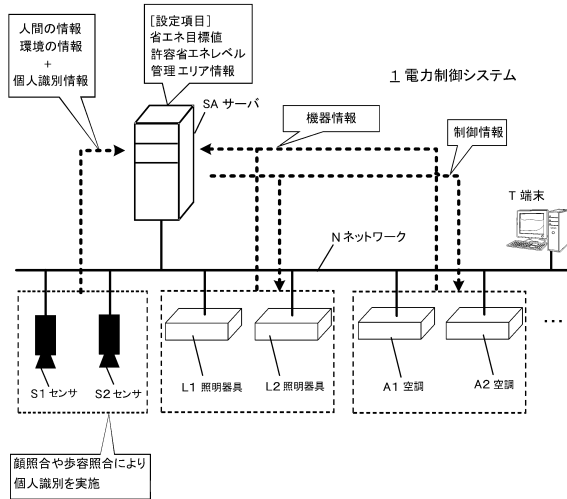 人間の情報
環境の情報
+
個人識別情報
[設定項目]
省エネ目標値
許容省エネレベル
管理エリア情報
SA サーバ
1 電力制御システム
機器情報
制御情報
T 端末
N ネットワーク
S1 センサ
S2 センサ
L1 照明器具
L2 照明器具
A1 空調
A2 空調
…
顔照合や歩容照合により
個人識別を実施